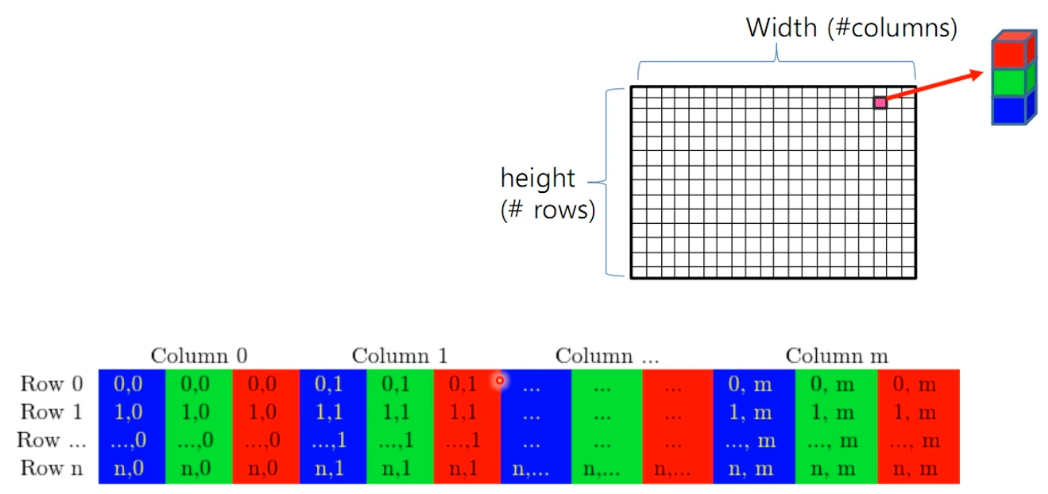 Width (#columns)
height
(# rows)
Column 0 Column 1 Column ... Column m
Row 0 0,0 0,0 0,0 0,1 0,1 0,1 ... ... ... 0, m 0, m 0, m
Row 1 1,0 1,0 1,0 1,1 1,1 1,1 ... ... ... 1, m 1, m 1, m
Row ... ...,0 ...,0 ...,0 ...,1 ...,1 ...,1 ... ... ... ..., m ..., m ..., m
Row n n,0 n,0 n,0 n,1 n,1 n,1 n,... n,... n,... n, m n, m n, m